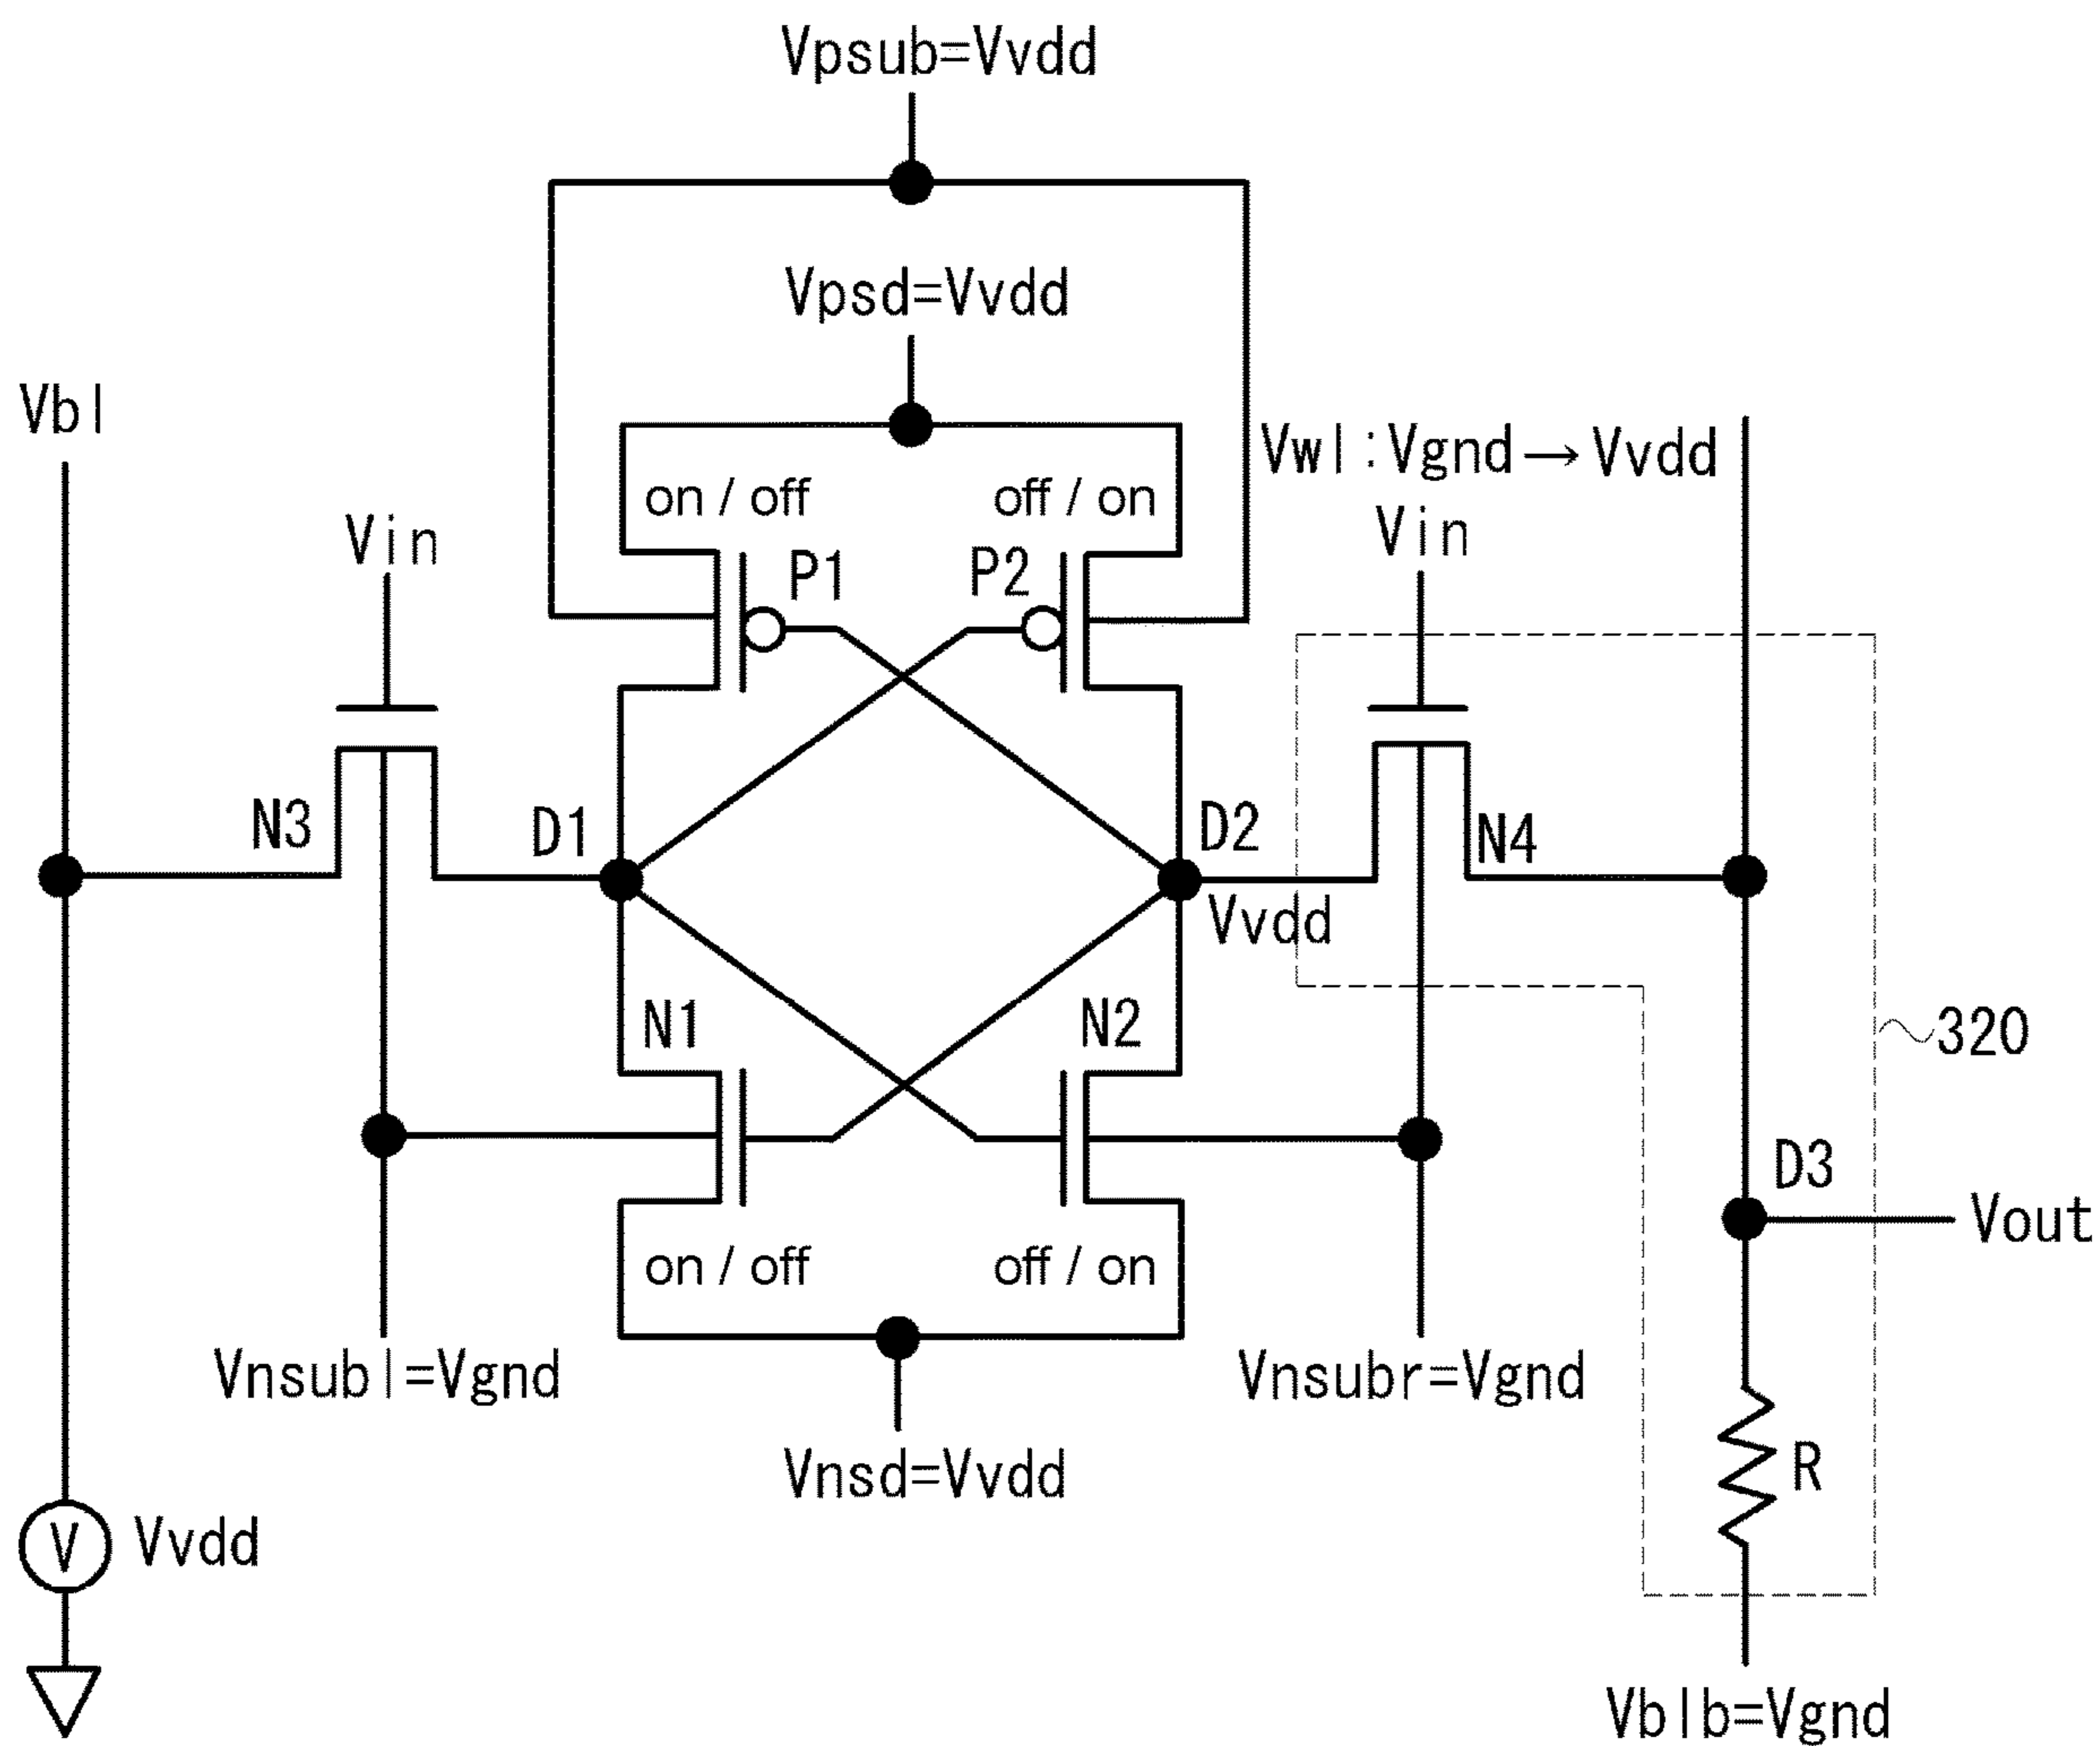 Vpsub=Vvdd
Vpsd=Vvdd
Vbl
Vwl:Vgnd→Vvdd
on / off
off / on
Vin
Vin
P1
P2
N3
D1
D2
N4
Vvdd
N1
N2
320
D3
Vout
on / off
off / on
Vnsubl=Vgnd
Vnsubr=Vgnd
Vnsd=Vvdd
R
V
Vvdd
Vblb=Vgnd